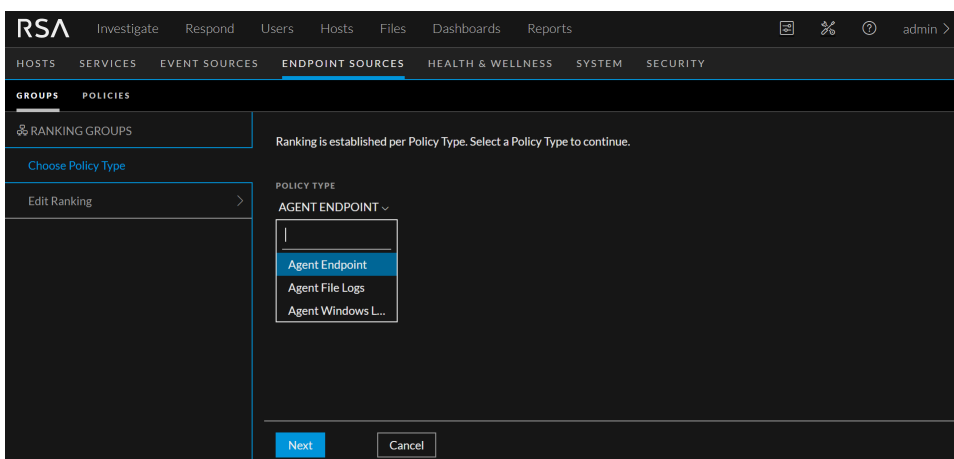 RSA Investigate Respond Users Hosts Files Dashboards Reports admin >
HOSTS SERVICES EVENT SOURCES ENDPOINT SOURCES HEALTH & WELLNESS SYSTEM SECURITY
GROUPS POLICIES
RANKING GROUPS
Choose Policy Type
Edit Ranking
Ranking is established per Policy Type. Select a Policy Type to continue.
POLICY TYPE
AGENT ENDPOINT
Agent Endpoint
Agent File Logs
Agent Windows L...
Next Cancel